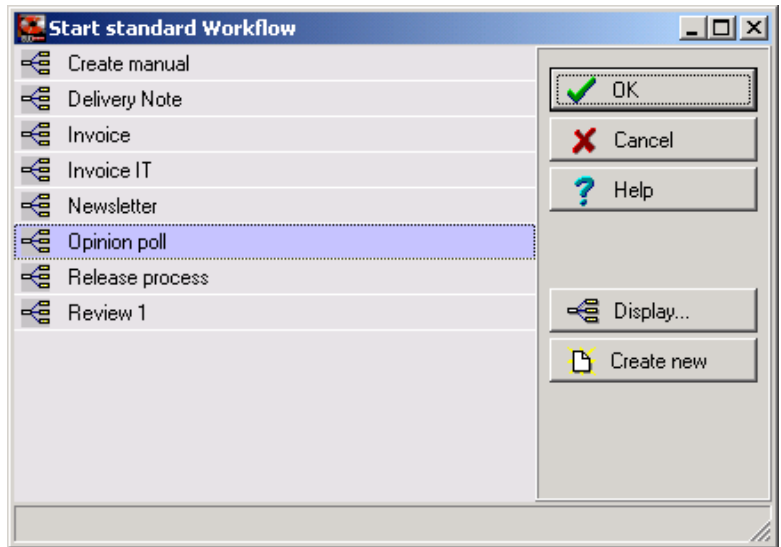 Start standard Workflow
Create manual
Delivery Note
Invoice
Invoice IT
Newsletter
Opinion poll
Release process
Review 1
OK
Cancel
Help
Display...
Create new